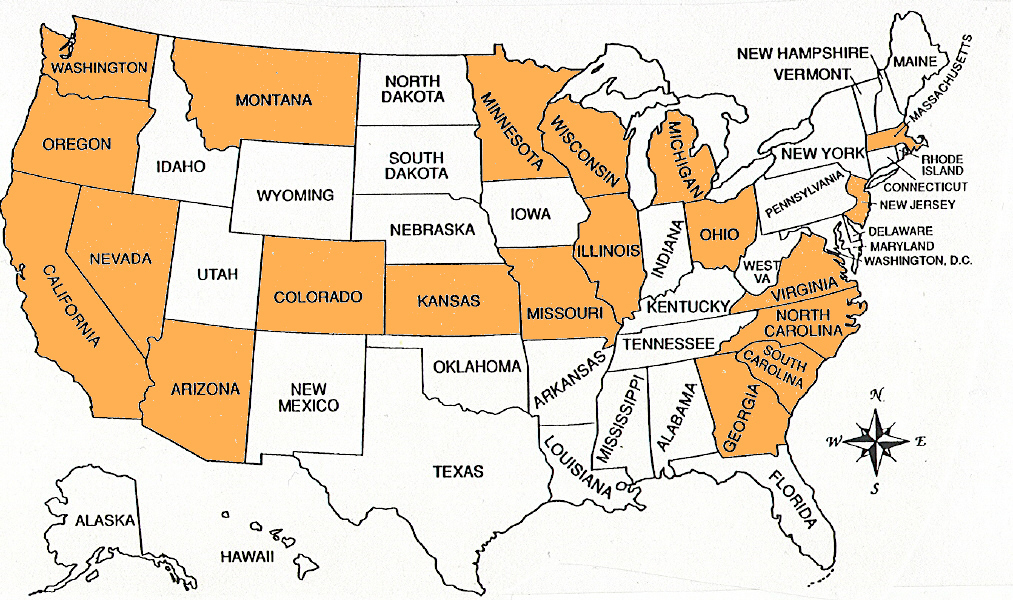 WASHINGTON
OREGON
CALIFORNIA
NEVADA
IDAHO
MONTANA
WYOMING
UTAH
COLORADO
ARIZONA
NEW
MEXICO
NORTH
DAKOTA
SOUTH
DAKOTA
NEBRASKA
KANSAS
OKLAHOMA
TEXAS
MINNESOTA
IOWA
MISSOURI
ARKANSAS
LOUISIANA
WISCONSIN
ILLINOIS
MICHIGAN
INDIANA
OHIO
KENTUCKY
TENNESSEE
MISSISSIPPI
ALABAMA
GEORGIA
FLORIDA
SOUTH
CAROLINA
NORTH
CAROLINA
VIRGINIA
WEST
VA
PENNSYLVANIA
NEW YORK
NEW HAMPSHIRE
VERMONT
MAINE
MASSACHUSETTS
RHODE
ISLAND
CONNECTICUT
NEW JERSEY
DELAWARE
MARYLAND
WASHINGTON, D.C.
N
W
E
S
ALASKA
HAWAII